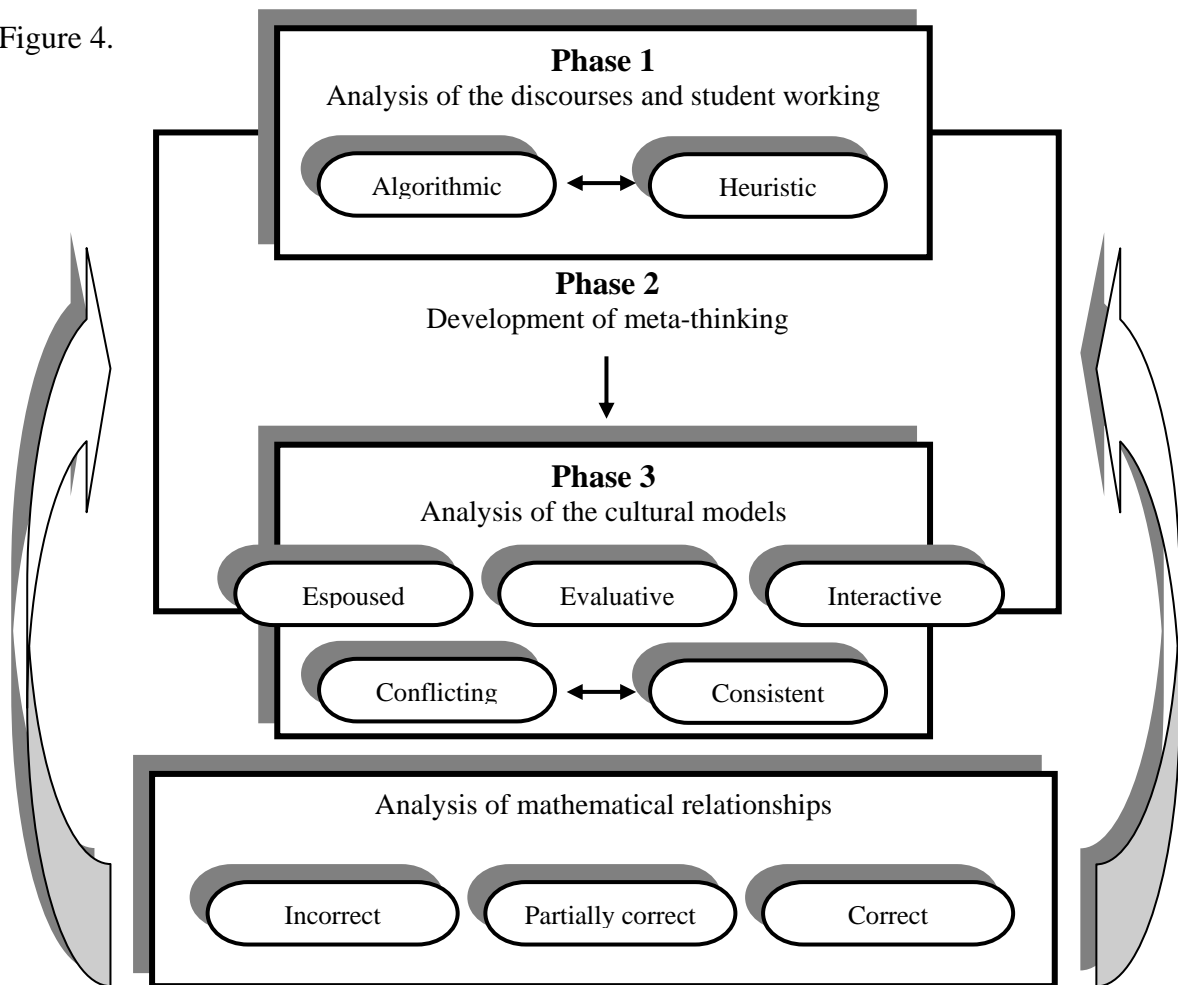 Figure 4.
Phase 1
Analysis of the discourses and student working
Algorithmic
Heuristic
Phase 2
Development of meta-thinking
Phase 3
Analysis of the cultural models
Espoused
Evaluative
Interactive
Conflicting
Consistent
Analysis of mathematical relationships
Incorrect
Partially correct
Correct